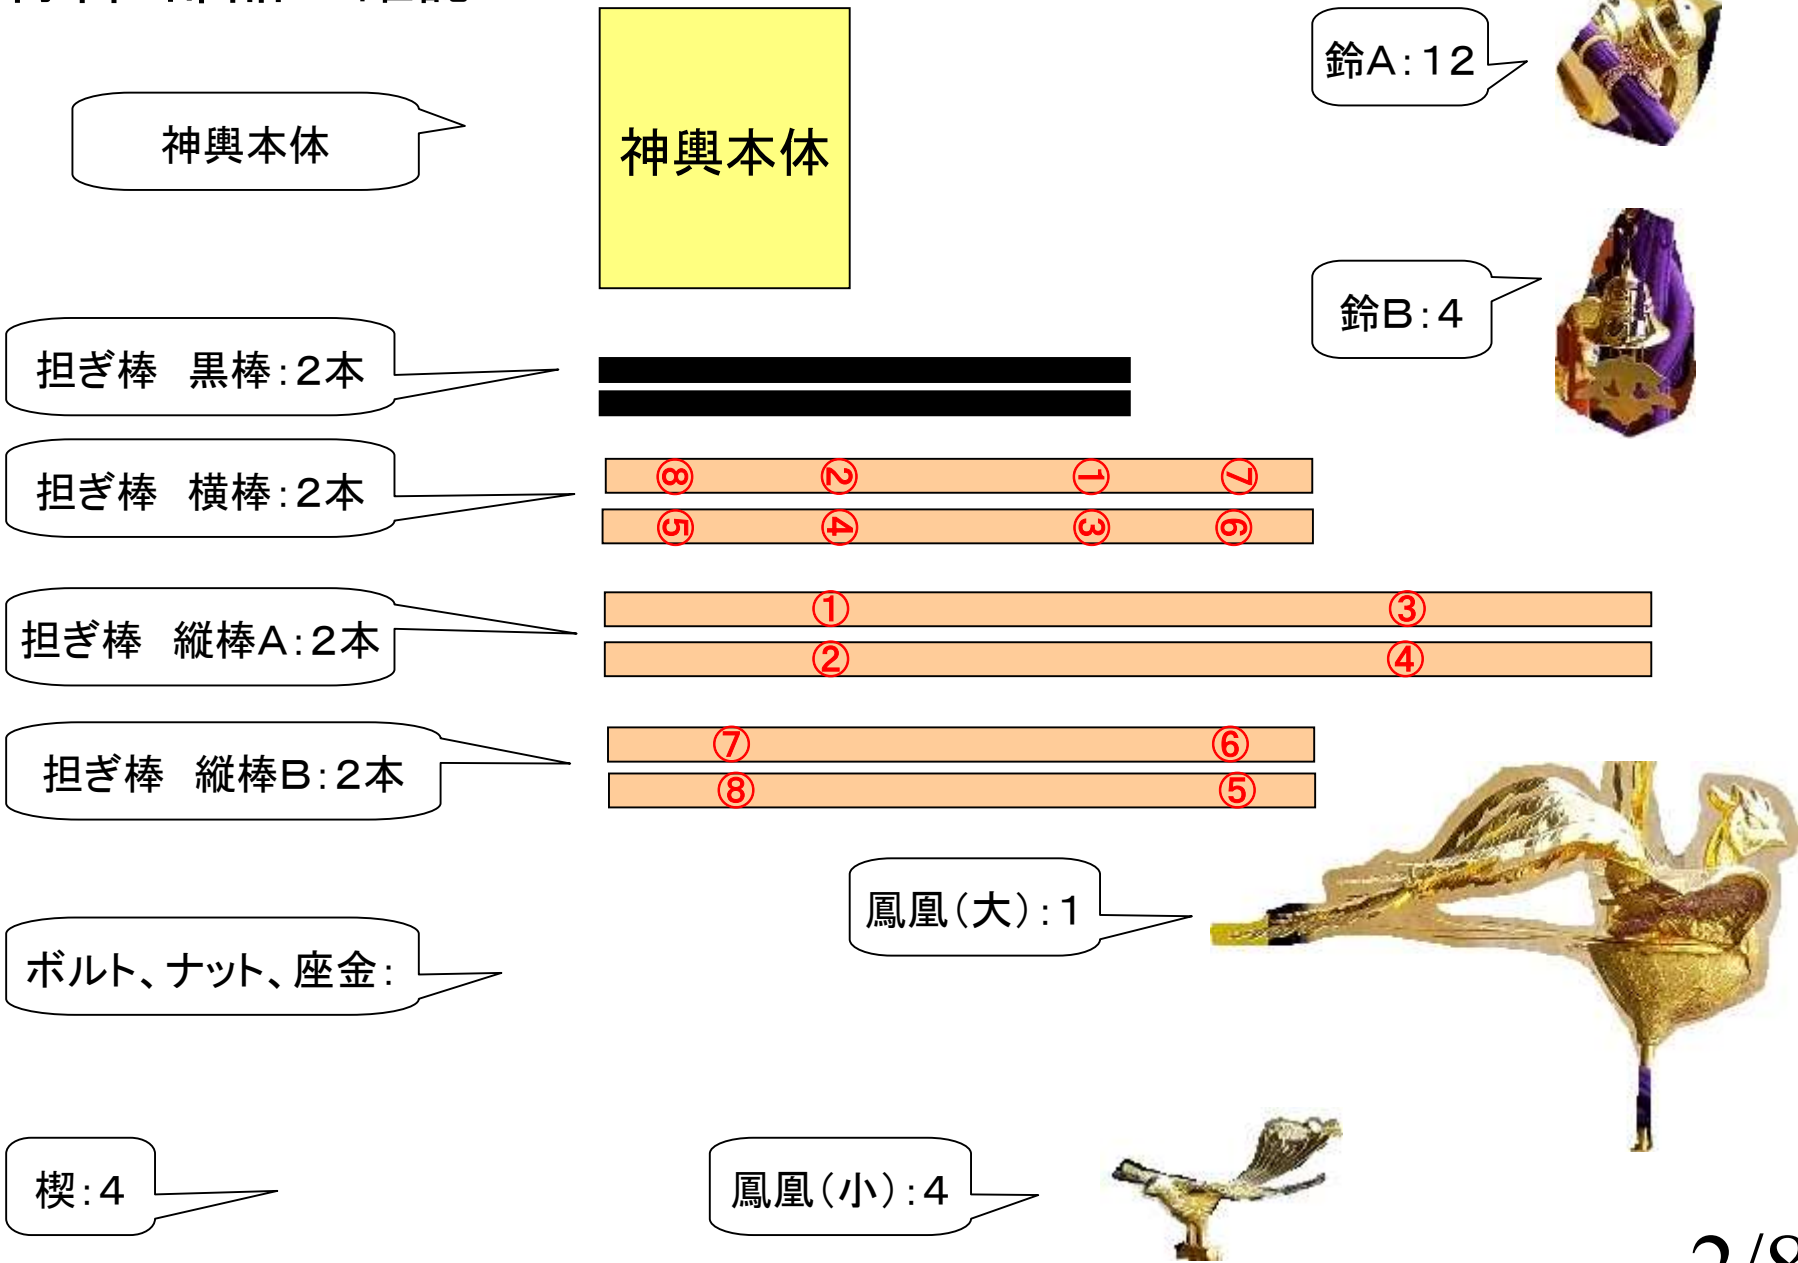 鈴A：12
神輿本体
神輿本体
鈴B：4
担ぎ棒　黒棒：2本
担ぎ棒　横棒：2本
⑧ ② ① ⑦
⑤ ④ ③ ⑥
担ぎ棒　縦棒A：2本
① ③
② ④
担ぎ棒　縦棒B：2本
⑦ ⑥
⑧ ⑤
鳳凰（大）：1
ボルト、ナット、座金：
楔：4
鳳凰（小）：4
2/8